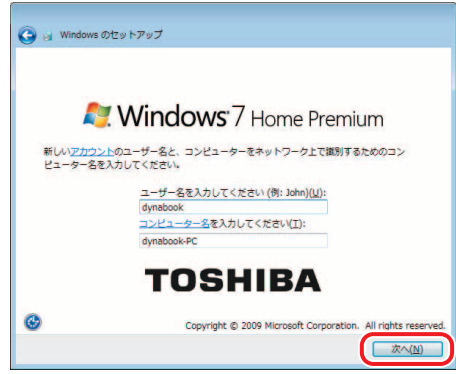 Windows のセットアップ
Windows 7 Home Premium
新しいアカウントのユーザー名と、コンピューターをネットワーク上で識別するためのコン
ピューター名を入力してください。
ユーザー名を入力してください (例: John)(U):
dynabook
コンピューター名を入力してください(T):
dynabook-PC
TOSHIBA
Copyright © 2009 Microsoft Corporation. All rights reserved.
次へ(N)